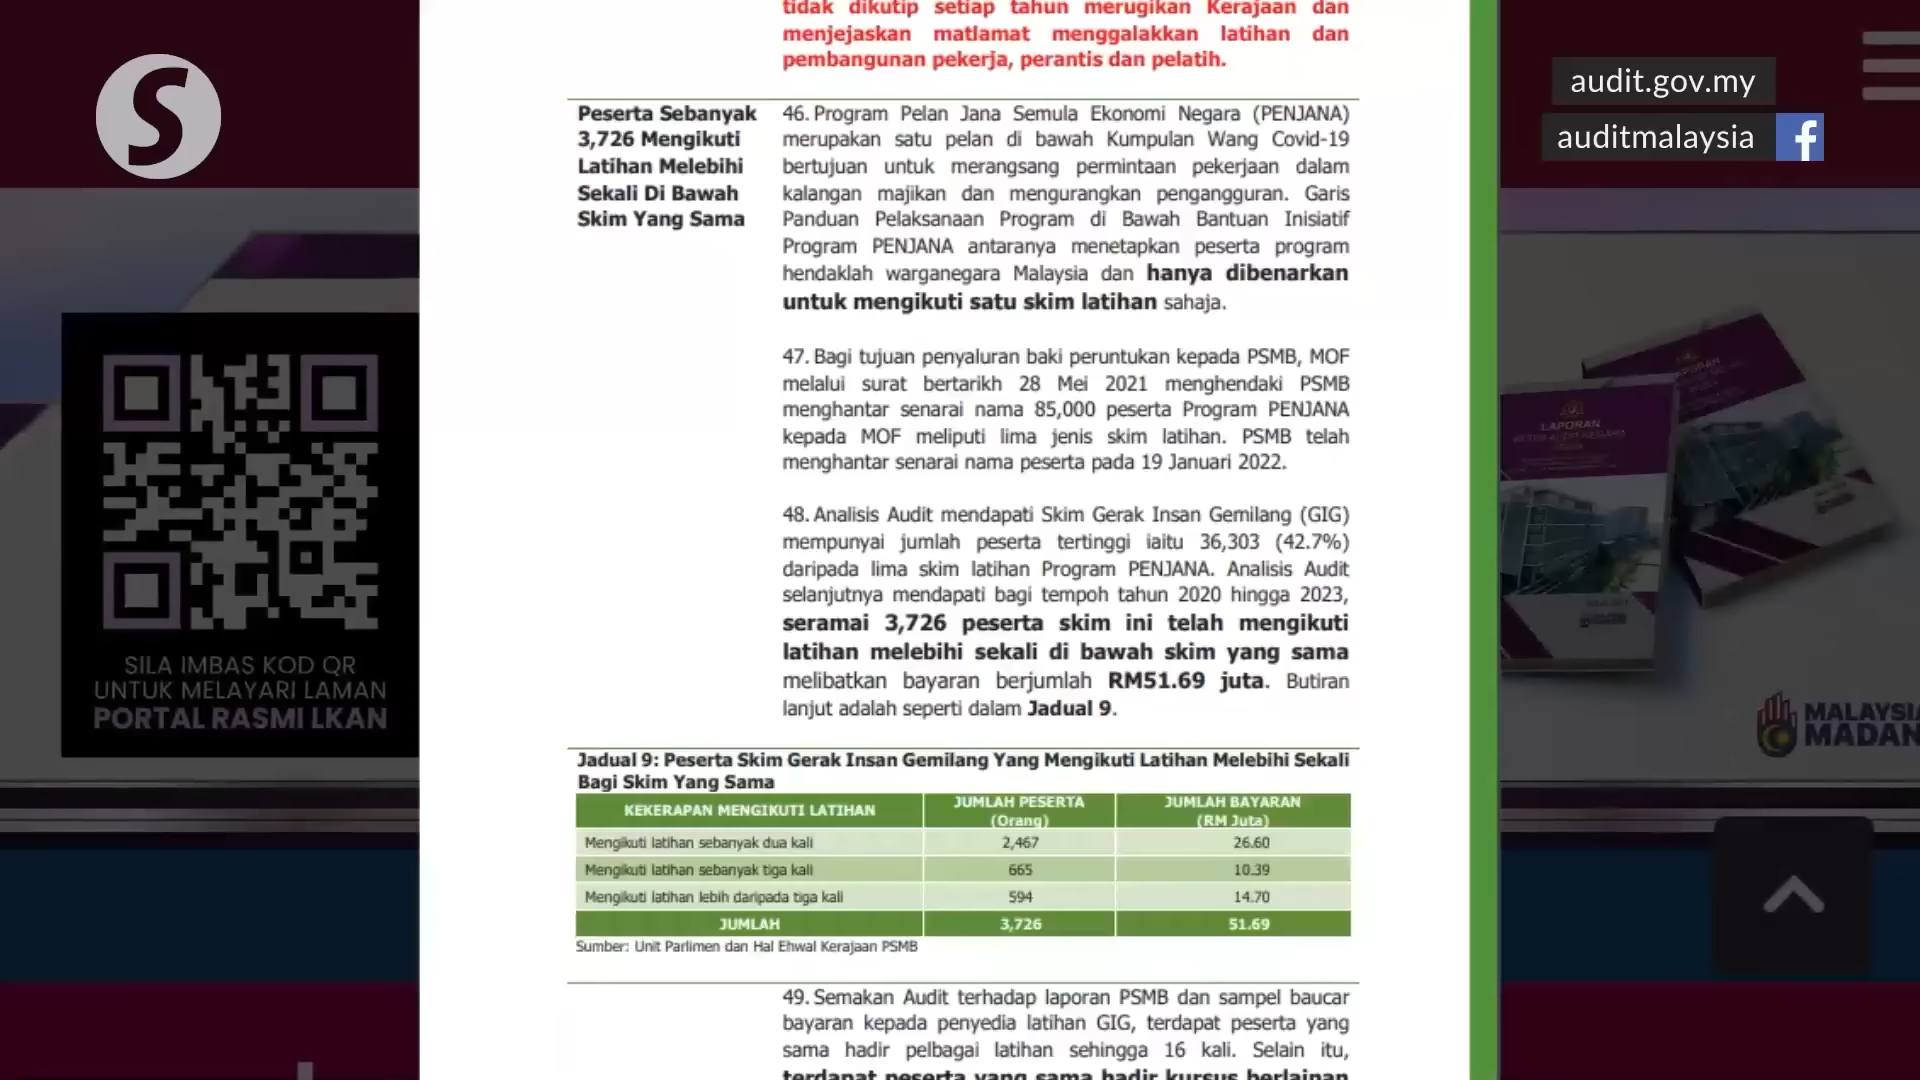 tidak dikutip setiap tahun merugikan Kerajaan dan
menjejaskan matlamat menggalakkan latihan dan
pembangunan pekerja, perantis dan pelatih.
S
audit.gov.my
auditmalaysia
f
Peserta Sebanyak
3,726 Mengikuti
Latihan Melebihi
Sekali Di Bawah
Skim Yang Sama
46. Program Pelan Jana Semula Ekonomi Negara (PENJANA)
merupakan satu pelan di bawah Kumpulan Wang Covid-19
bertujuan untuk merangsang permintaan pekerjaan dalam
kalangan majikan dan mengurangkan pengangguran. Garis
Panduan Pelaksanaan Program di Bawah Bantuan Inisiatif
Program PENJANA antaranya menetapkan peserta program
hendaklah warganegara Malaysia dan hanya dibenarkan
untuk mengikuti satu skim latihan sahaja.
47. Bagi tujuan penyaluran baki peruntukan kepada PSMB, MOF
melalui surat bertarikh 28 Mei 2021 menghendaki PSMB
menghantar senarai nama 85,000 peserta Program PENJANA
kepada MOF meliputi lima jenis skim latihan. PSMB telah
menghantar senarai nama peserta pada 19 Januari 2022.
48. Analisis Audit mendapati Skim Gerak Insan Gemilang (GIG)
mempunyai jumlah peserta tertinggi iaitu 36,303 (42.7%)
daripada lima skim latihan Program PENJANA. Analisis Audit
selanjutnya mendapati bagi tempoh tahun 2020 hingga 2023,
seramai 3,726 peserta skim ini telah mengikuti
latihan melebihi sekali di bawah skim yang sama
melibatkan bayaran berjumlah RM51.69 juta. Butiran
lanjut adalah seperti dalam Jadual 9.
Jadual 9: Peserta Skim Gerak Insan Gemilang Yang Mengikuti Latihan Melebihi Sekali
Bagi Skim Yang Sama
KEKERAPAN MENGIKUTI LATIHAN JUMLAH PESERTA (Orang) JUMLAH BAYARAN (RM Juta)
Mengikuti latihan sebanyak dua kali 2,467 26.60
Mengikuti latihan sebanyak tiga kali 665 10.39
Mengikuti latihan lebih daripada tiga kali 594 14.70
JUMLAH 3,726 51.69
Sumber: Unit Parlimen dan Hal Ehwal Kerajaan PSMB
49. Semakan Audit terhadap laporan PSMB dan sampel baucar
bayaran kepada penyedia latihan GIG, terdapat peserta yang
sama hadir pelbagai latihan sehingga 16 kali. Selain itu,
terdapat peserta yang sama hadir kursus berlainan
SILA IMBAS KOD QR
UNTUK MELAYARI LAMAN
PORTAL RASMI LKAN
LAPORAN
MALAYSIA
MADAN